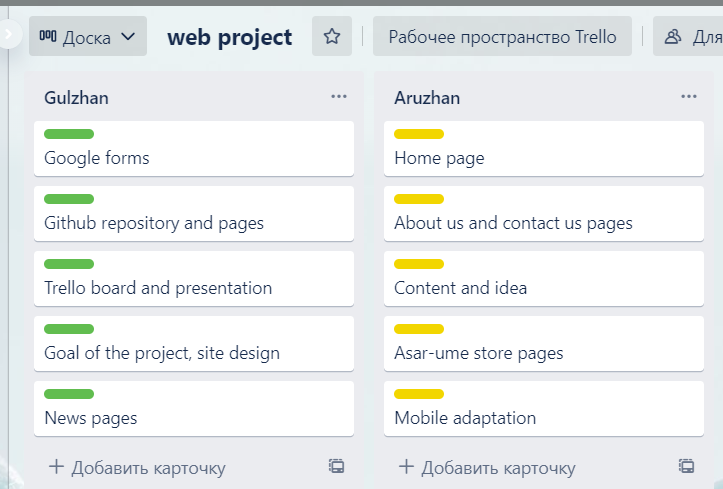 Доска web project Рабочее пространство Trello Для
Gulzhan
Google forms
Github repository and pages
Trello board and presentation
Goal of the project, site design
News pages
Добавить карточку
Aruzhan
Home page
About us and contact us pages
Content and idea
Asar-ume store pages
Mobile adaptation
Добавить карточку